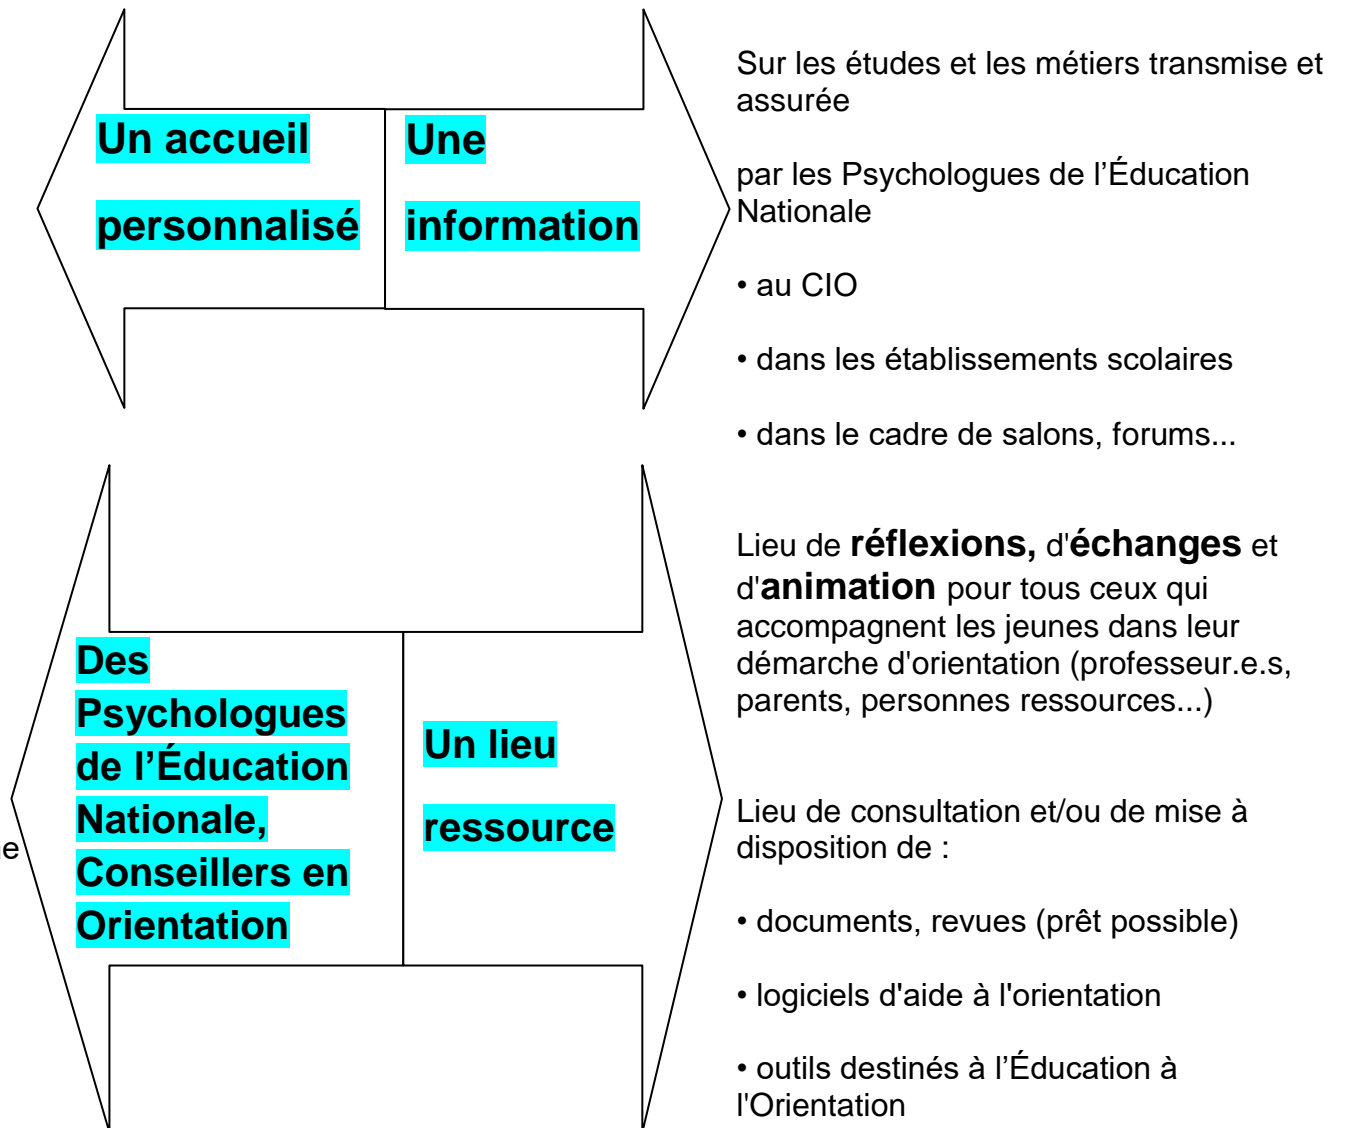 Un accueil
personnalisé
Une
information
Sur les études et les métiers transmise et
assurée
par les Psychologues de l’Éducation
Nationale
• au CIO
• dans les établissements scolaires
• dans le cadre de salons, forums...
Des
Psychologues
de l’Éducation
Nationale,
Conseillers en
Orientation
Un lieu
ressource
Lieu de réflexions, d'échanges et
d'animation pour tous ceux qui
accompagnent les jeunes dans leur
démarche d'orientation (professeur.e.s,
parents, personnes ressources...)
Lieu de consultation et/ou de mise à
disposition de :
• documents, revues (prêt possible)
• logiciels d'aide à l'orientation
• outils destinés à l’Éducation à
l'Orientation